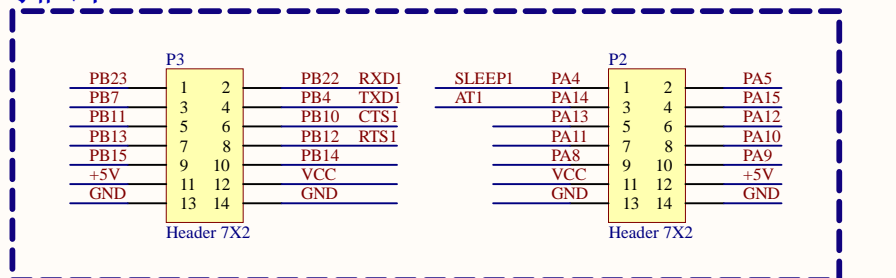 P3 P2
PB23 1 2 PB22 RXD1 SLEEP1 PA4 1 2 PA5
PB7 3 4 PB4 TXD1 AT1 PA14 3 4 PA15
PB11 5 6 PB10 CTS1 PA13 5 6 PA12
PB13 7 8 PB12 RTS1 PA11 7 8 PA10
PB15 9 10 PB14 PA8 9 10 PA9
+5V 11 12 VCC VCC 11 12 +5V
GND 13 14 GND GND 13 14 GND
Header 7X2 Header 7X2